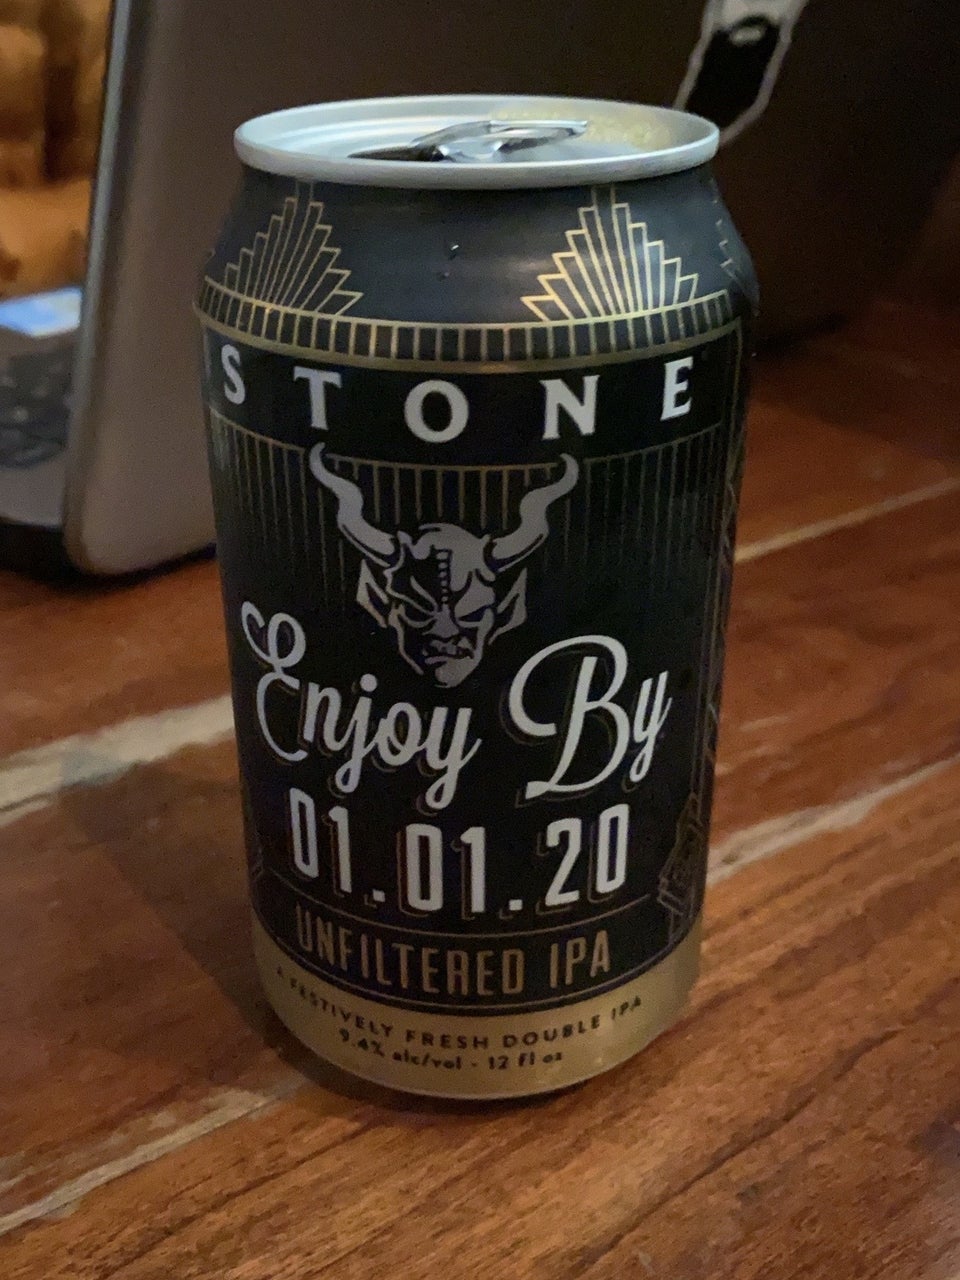 STONE
Enjoy By
01.01.20
UNFILTERED IPA
A FESTIVELY FRESH DOUBLE IPA
9.4% alc/vol - 12 fl oz